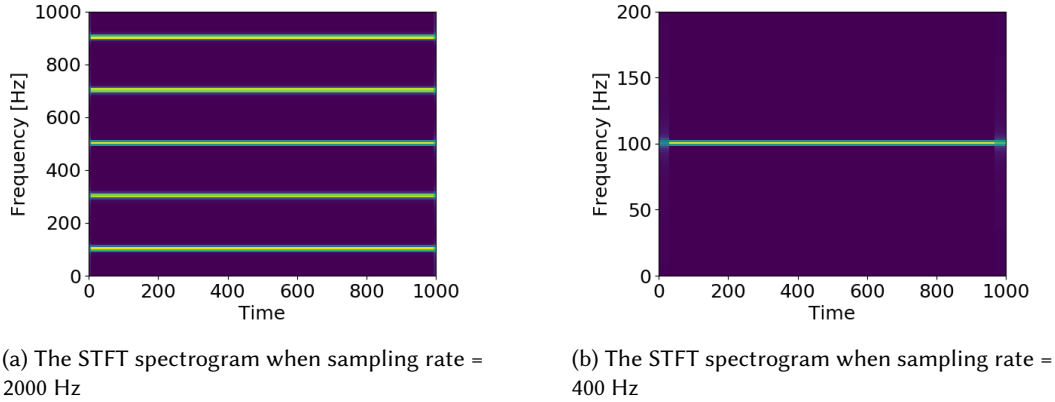 1000
800
600
400
200
0
Frequency [Hz]
0 200 400 600 800 1000
Time
(a) The STFT spectrogram when sampling rate =
2000 Hz
200
150
100
50
0
Frequency [Hz]
0 200 400 600 800 1000
Time
(b) The STFT spectrogram when sampling rate =
400 Hz